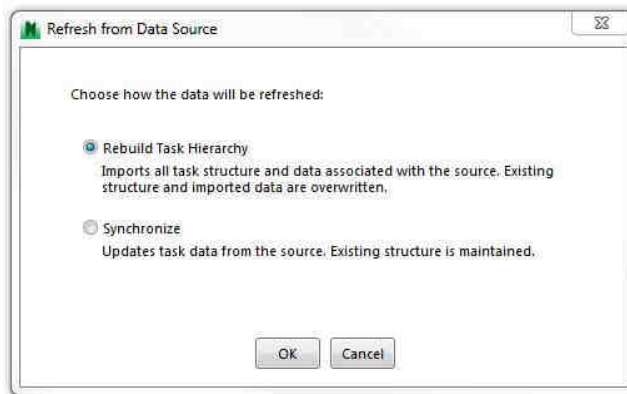 Refresh from Data Source
Choose how the data will be refreshed:
Rebuild Task Hierarchy
Imports all task structure and data associated with the source. Existing
structure and imported data are overwritten.
Synchronize
Updates task data from the source. Existing structure is maintained.
OK
Cancel